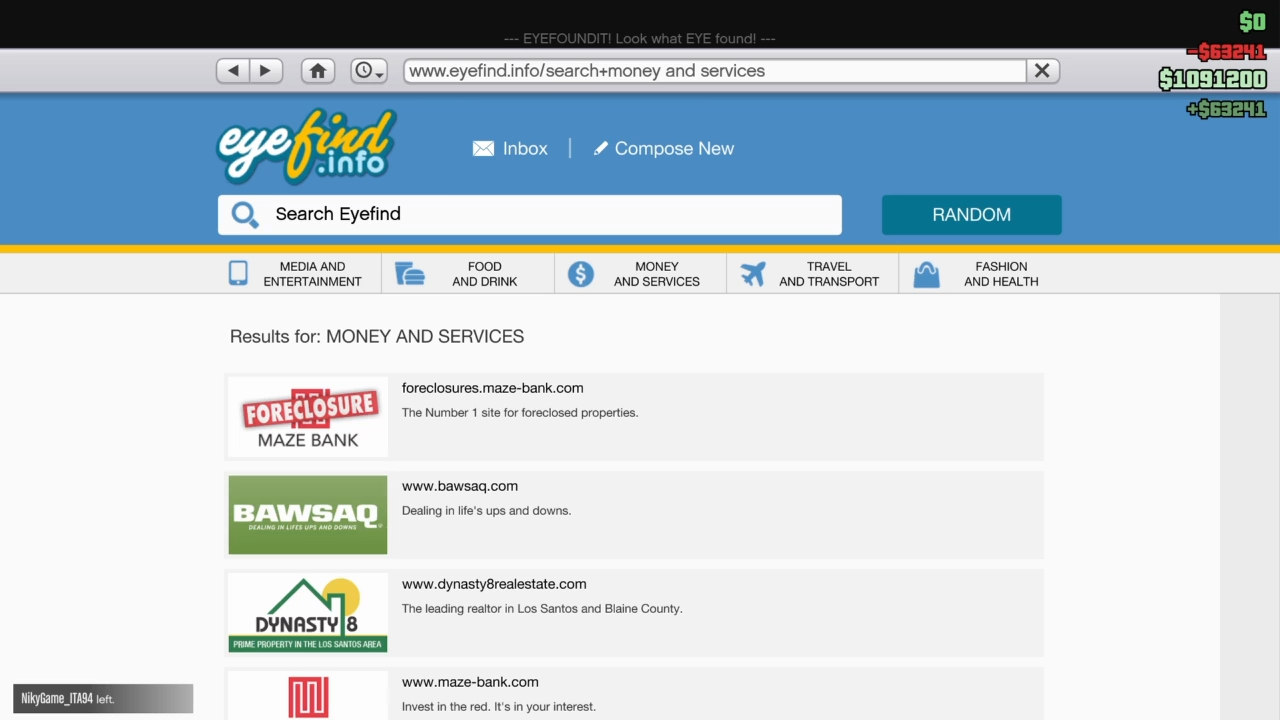 $0
--- EYEFOUNDIT! Look what EYE found! ---
-$63241
www.eyefind.info/search+money and services
$1091200
+$63241
eyefind
.info
Inbox
Compose New
Search Eyefind
RANDOM
MEDIA AND
ENTERTAINMENT
FOOD
AND DRINK
MONEY
AND SERVICES
TRAVEL
AND TRANSPORT
FASHION
AND HEALTH
Results for: MONEY AND SERVICES
FORECLOSURE
MAZE BANK
foreclosures.maze-bank.com
The Number 1 site for foreclosed properties.
BAWSAQ
DEALING IN LIFES UPS AND DOWNS
www.bawsaq.com
Dealing in life's ups and downs.
DYNASTY 8
PRIME PROPERTY IN THE LOS SANTOS AREA
www.dynasty8realestate.com
The leading realtor in Los Santos and Blaine County.
www.maze-bank.com
Invest in the red. It's in your interest.
NikyGame_ITA94 left.